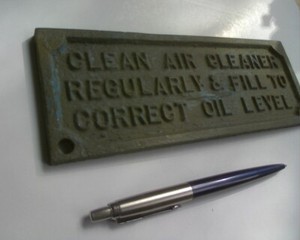 CLEAN AIR CLEANER
REGULARLY & FILL TO
CORRECT OIL LEVEL